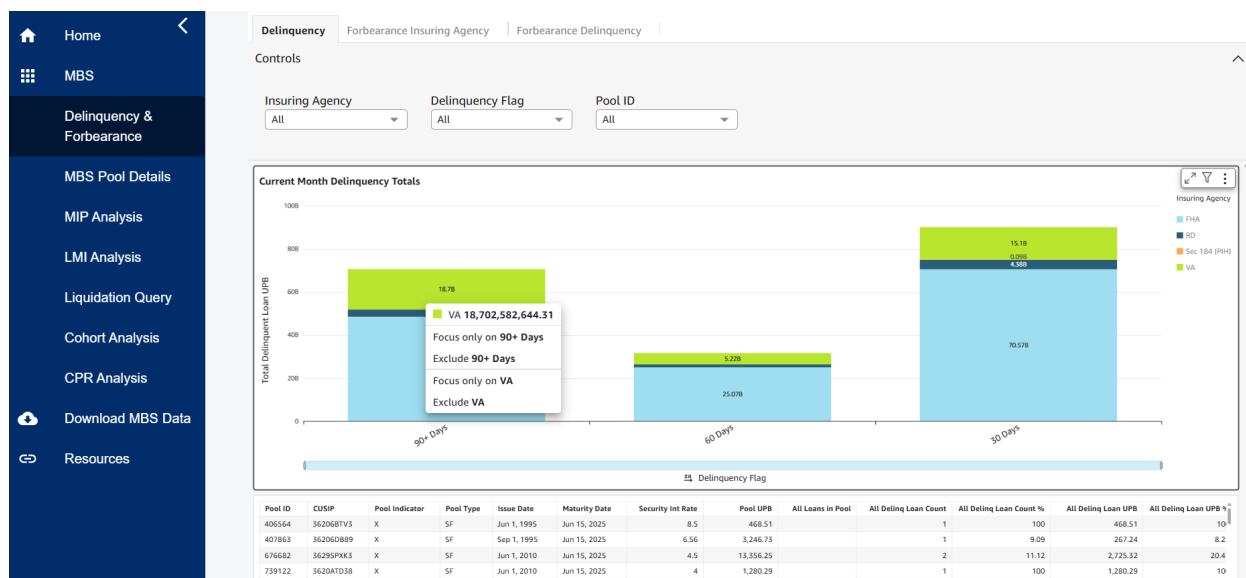 Home
MBS
Delinquency &
Forbearance
MBS Pool Details
MIP Analysis
LMI Analysis
Liquidation Query
Cohort Analysis
CPR Analysis
Download MBS Data
Resources
Delinquency Forbearance Insuring Agency Forbearance Delinquency
Controls
Insuring Agency Delinquency Flag Pool ID
All All All
Current Month Delinquency Totals
Insuring Agency
FHA
RD
Sec 184 (PIH)
VA
Total Delinquent Loan UPB
100B
80B
60B
40B
20B
0
18.7B
VA 18,702,582,644.31
Focus only on 90+ Days
Exclude 90+ Days
Focus only on VA
Exclude VA
5.22B
25.07B
15.1B
0.09B
4.38B
70.57B
90+ Days 60 Days 30 Days
Delinquency Flag
Pool ID CUSIP Pool Indicator Pool Type Issue Date Maturity Date Security Int Rate Pool UPB All Loans in Pool All Delinq Loan Count All Delinq Loan Count % All Delinq Loan UPB All Delinq Loan UPB %
406564 36206BTV3 X SF Jun 1, 1995 Jun 15, 2025 8.5 468.51 1 100 468.51 10
407863 36206DB89 X SF Sep 1, 1995 Jun 15, 2025 6.56 3,246.73 1 9.09 267.24 8.2
676682 36295PXK3 X SF Jun 1, 2010 Jun 15, 2025 4.5 13,356.25 2 11.12 2,725.32 20.4
739122 3620ATD38 X SF Jun 1, 2010 Jun 15, 2025 4 1,280.29 1 100 1,280.29 10